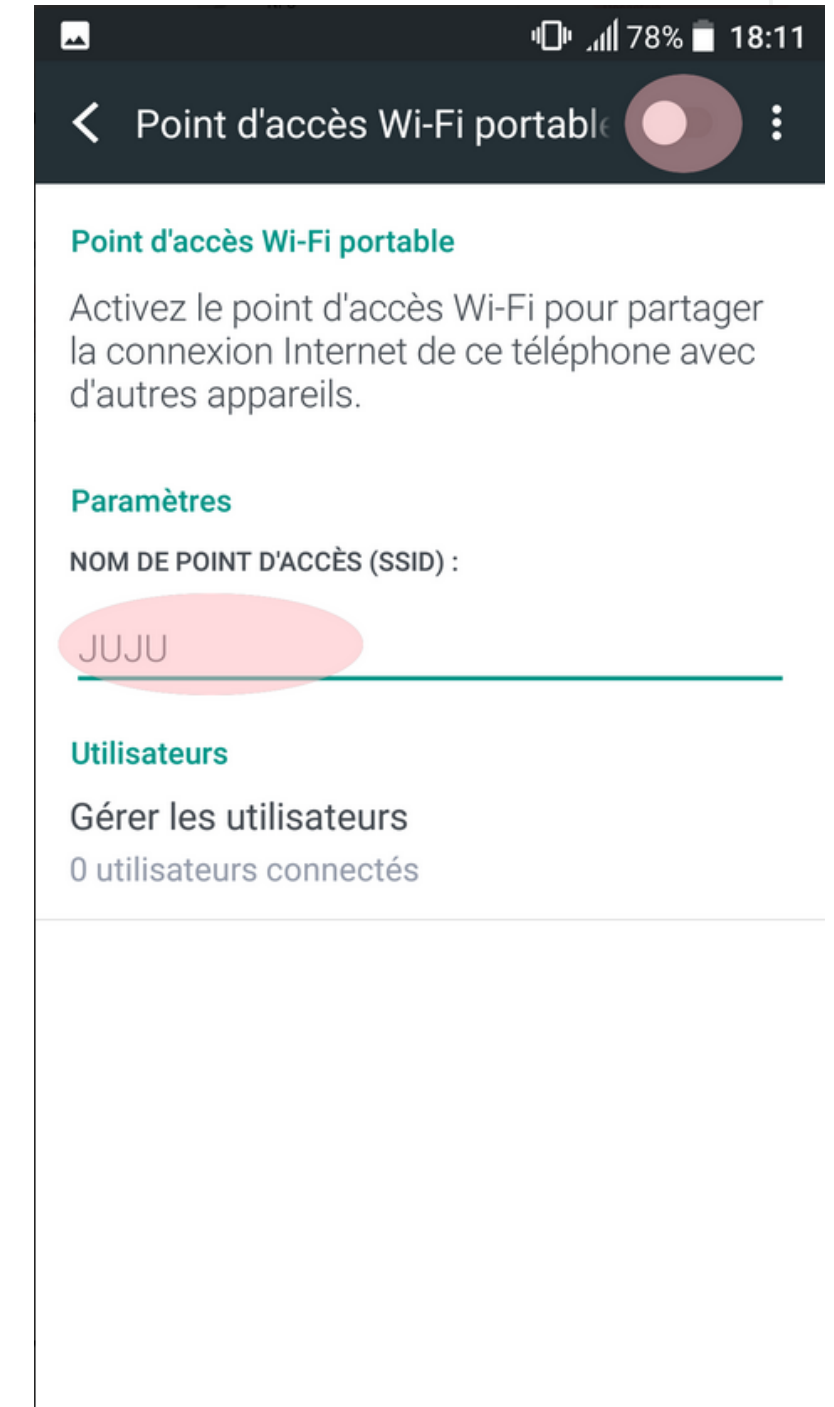 78% 18:11
Point d'accès Wi-Fi portable
Point d'accès Wi-Fi portable
Activez le point d'accès Wi-Fi pour partager
la connexion Internet de ce téléphone avec
d'autres appareils.
Paramètres
NOM DE POINT D'ACCÈS (SSID) :
JUJU
Utilisateurs
Gérer les utilisateurs
0 utilisateurs connectés